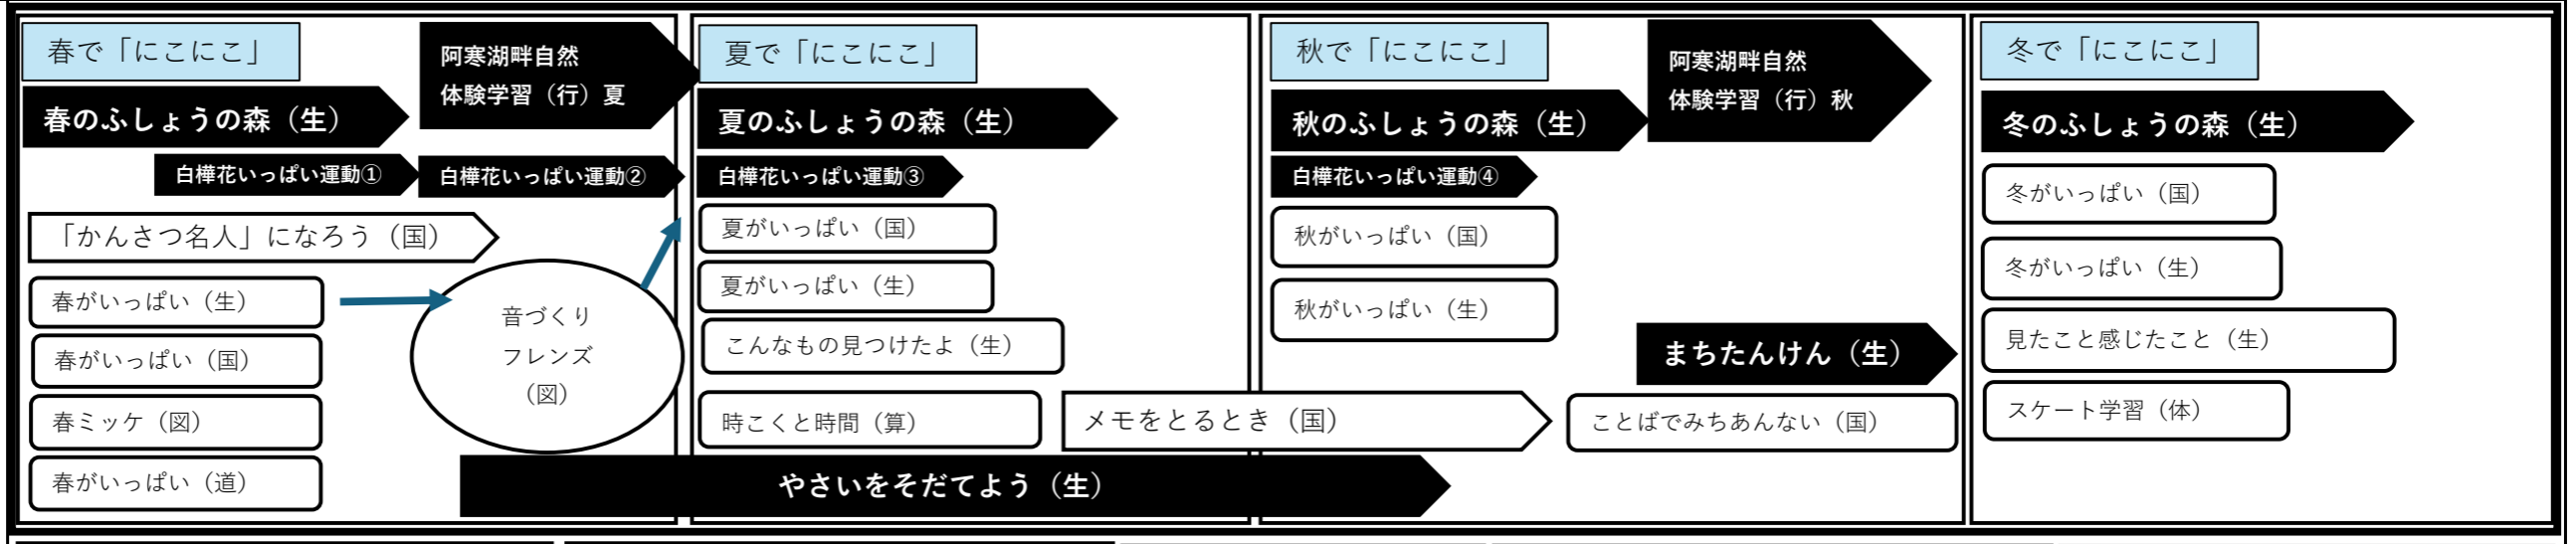 春で「にこにこ」
阿寒湖畔自然
体験学習（行）夏
春のふしょうの森（生）
白樺花いっぱい運動①
白樺花いっぱい運動②
「かんさつ名人」になろう（国）
春がいっぱい（生）
春がいっぱい（国）
春ミッケ（図）
春がいっぱい（道）
音づくり
フレンズ
（図）
夏で「にこにこ」
夏のふしょうの森（生）
白樺花いっぱい運動③
夏がいっぱい（国）
夏がいっぱい（生）
こんなもの見つけたよ（生）
時こくと時間（算）
メモをとるとき（国）
やさいをそだてよう（生）
秋で「にこにこ」
阿寒湖畔自然
体験学習（行）秋
秋のふしょうの森（生）
白樺花いっぱい運動④
秋がいっぱい（国）
秋がいっぱい（生）
まちたんけん（生）
ことばでみちあんない（国）
冬で「にこにこ」
冬のふしょうの森（生）
冬がいっぱい（国）
冬がいっぱい（生）
見たこと感じたこと（生）
スケート学習（体）